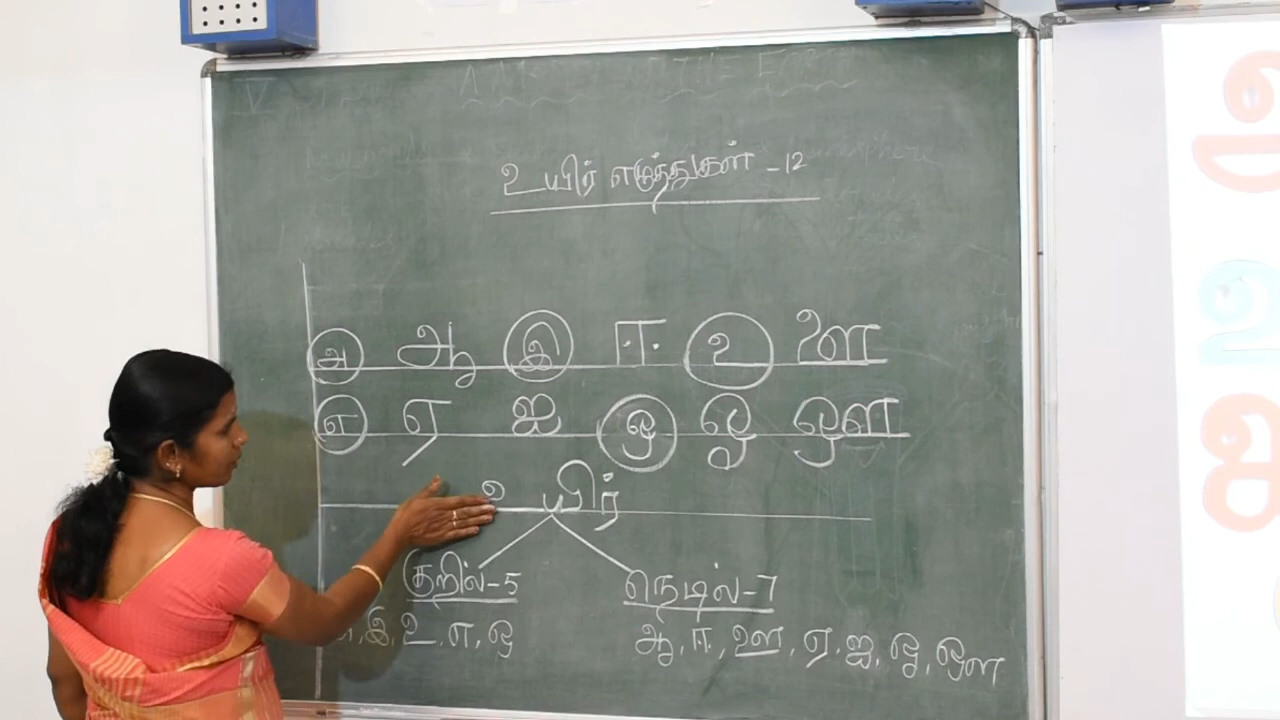 உயிர் எழுத்துகள் - 12
அ ஆ இ ஈ உ ஊ
எ ஏ ஐ ஒ ஓ ஔ
உயிர்
குறில்-5 நெடில்-7
இ, உ, எ, ஒ ஆ, ஈ, ஊ, ஏ, ஐ, ஓ, ஔ